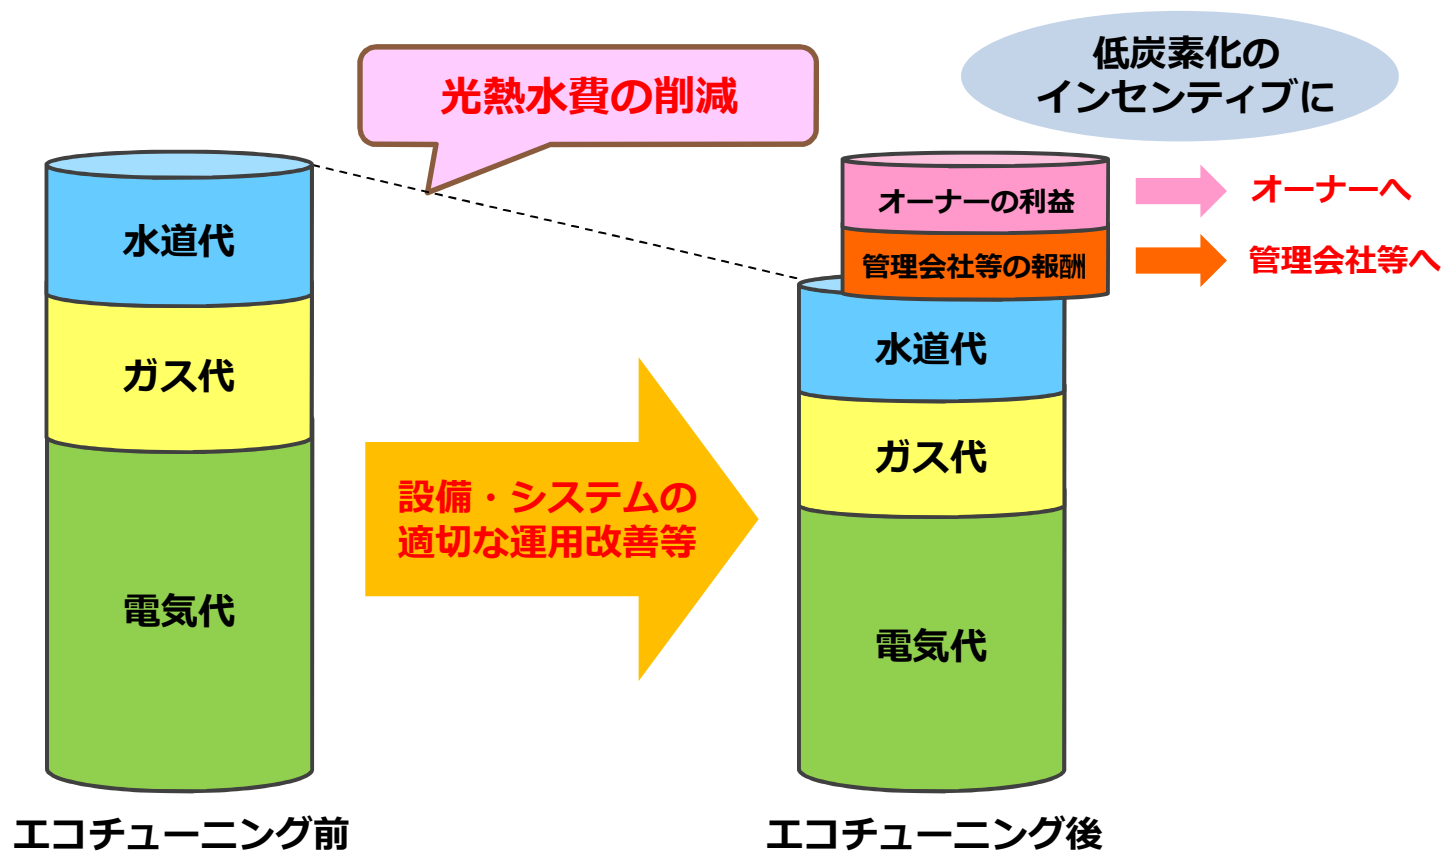 低炭素化の
インセンティブに
光熱水費の削減
水道代
ガス代
電気代
エコチューニング前
設備・システムの
適切な運用改善等
オーナーの利益
管理会社等の報酬
水道代
ガス代
電気代
エコチューニング後
オーナーへ
管理会社等へ